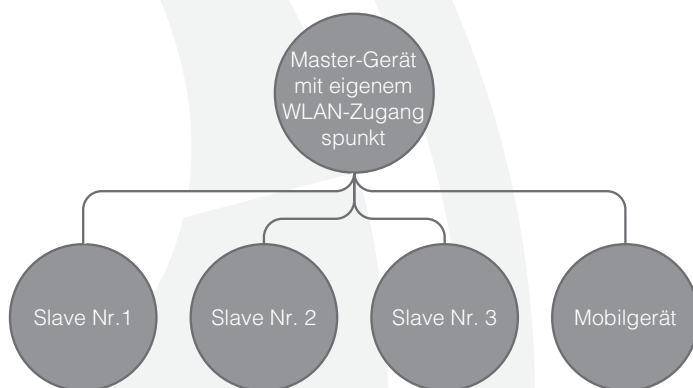 Master-Gerät
mit eigenem
WLAN-Zugang
spunkt
Slave Nr.1
Slave Nr. 2
Slave Nr. 3
Mobilgerät